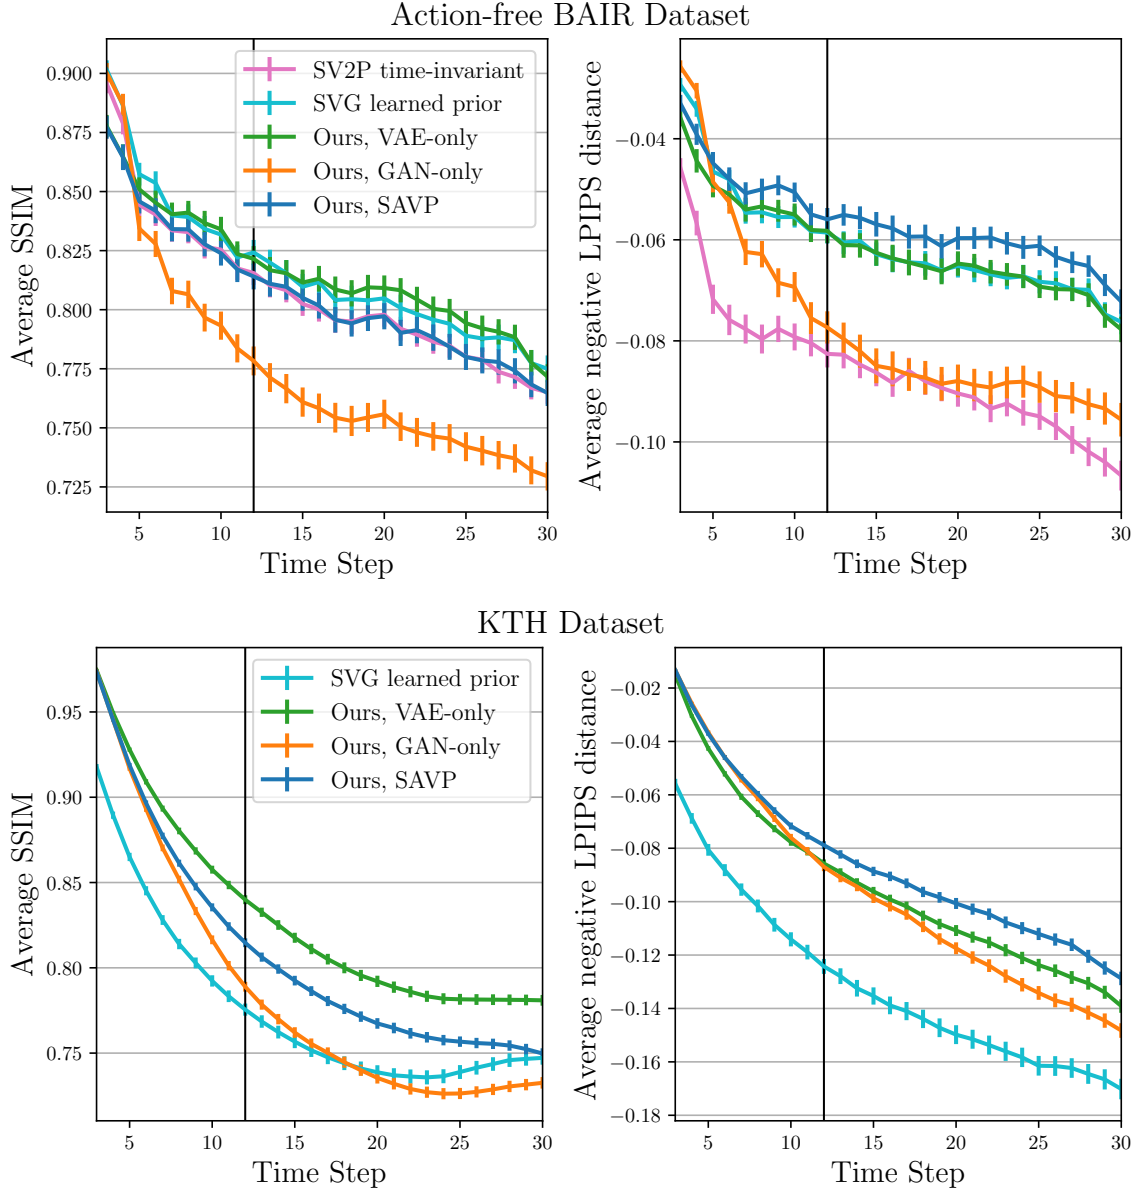 Action-free BAIR Dataset
Average SSIM
0.900
0.875
0.850
0.825
0.800
0.775
0.750
0.725
SV2P time-invariant
SVG learned prior
Ours, VAE-only
Ours, GAN-only
Ours, SAVP
5 10 15 20 25 30
Time Step
Average negative LPIPS distance
−0.04
−0.06
−0.08
−0.10
5 10 15 20 25 30
Time Step
KTH Dataset
Average SSIM
0.95
0.90
0.85
0.80
0.75
SVG learned prior
Ours, VAE-only
Ours, GAN-only
Ours, SAVP
5 10 15 20 25 30
Time Step
Average negative LPIPS distance
−0.02
−0.04
−0.06
−0.08
−0.10
−0.12
−0.14
−0.16
−0.18
5 10 15 20 25 30
Time Step